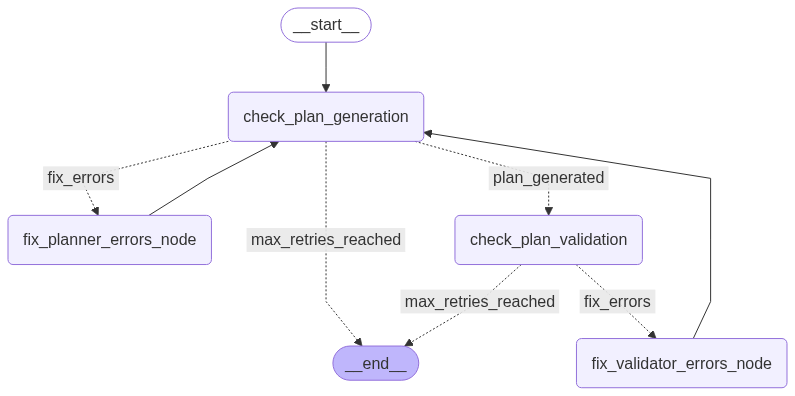 __start__
check_plan_generation
fix_errors
plan_generated
fix_planner_errors_node
max_retries_reached
check_plan_validation
max_retries_reached
fix_errors
__end__
fix_validator_errors_node